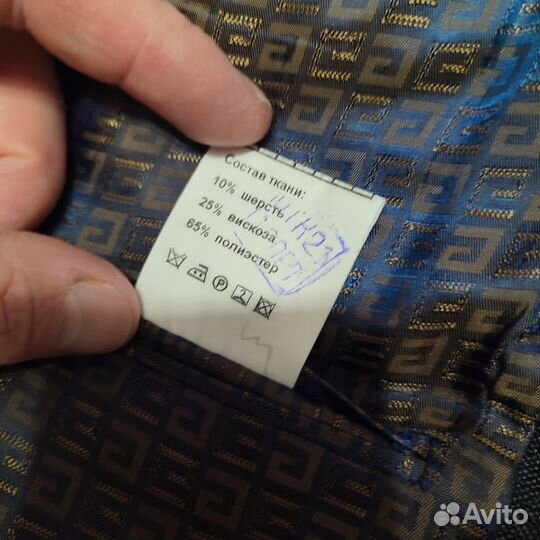 Состав ткани:
10% шерсть
25% вискоза
65% полиэстер
Avito